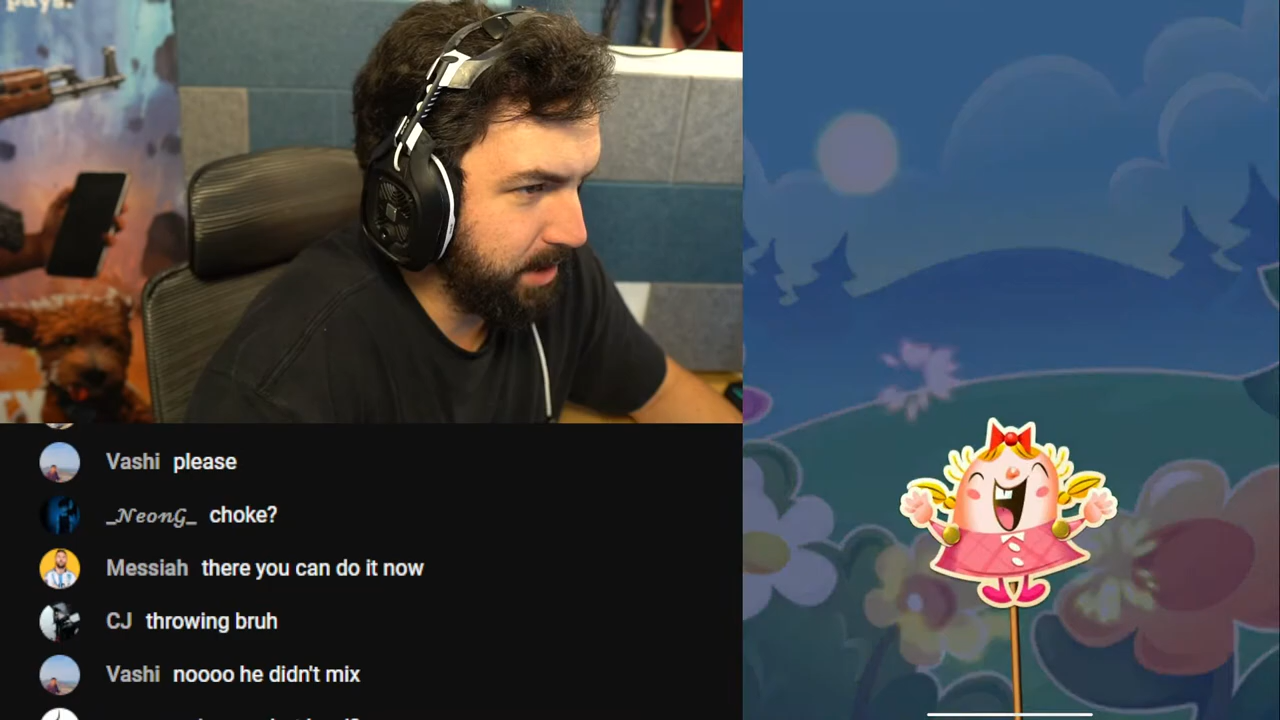 pays.
Vashi please
_𝓝𝓮𝓸𝓷𝓖_ choke?
Messiah there you can do it now
CJ throwing bruh
Vashi noooo he didn't mix